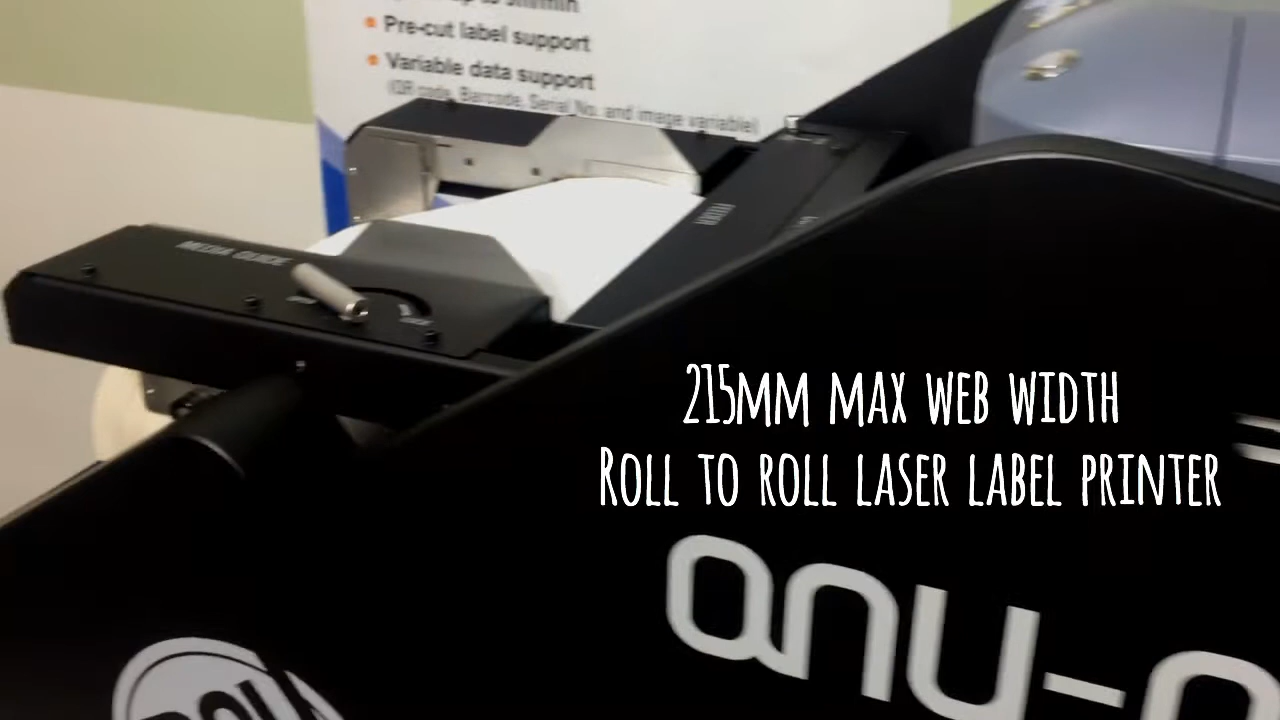 Pre-cut label support
Variable data support
(QR code, Barcode, Serial No. and image variable)
MEDIA GUIDE
215mm max web width
Roll to roll laser label printer
any-